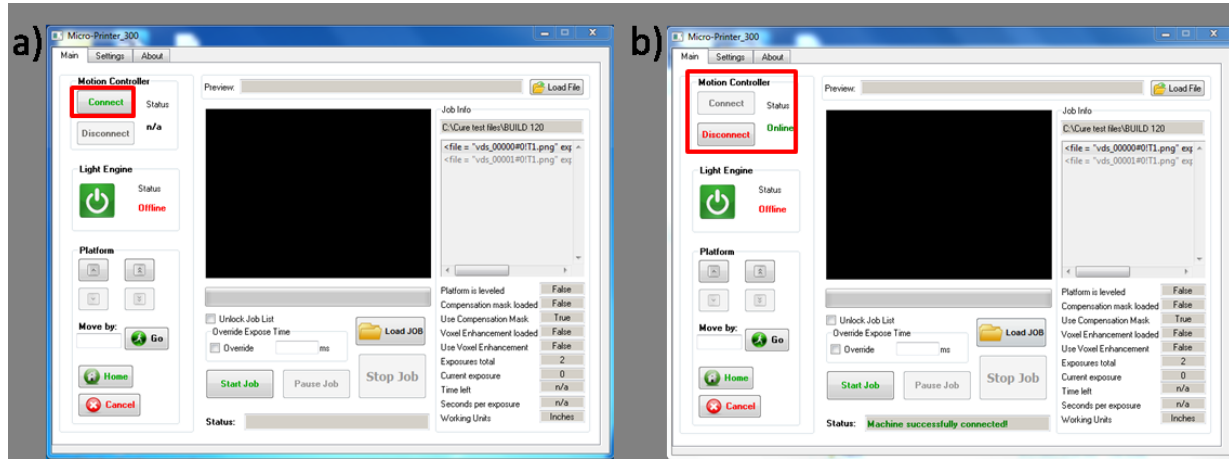 a)
Micro-Printer_300
Main Settings About
Motion Controller
Connect Status
Disconnect n/a
Light Engine
Status
Offline
Platform
Move by:
Go
Home
Cancel
Preview: Load File
Job Info
C:\Cure test files\BUILD 120
<file = "vds_00000#0!T1.png" exp
<file = "vds_00001#0!T1.png" exp
Unlock Job List
Override Expose Time
Override ms
Load JOB
Start Job Pause Job Stop Job
Status:
Platform is leveled False
Compensation mask loaded False
Use Compensation Mask True
Voxel Enhancement loaded False
Use Voxel Enhancement False
Exposures total 2
Current exposure 0
Time left n/a
Seconds per exposure n/a
Working Units Inches
b)
Micro-Printer_300
Main Settings About
Motion Controller
Connect Status
Disconnect Online
Light Engine
Status
Offline
Platform
Move by:
Go
Home
Cancel
Preview: Load File
Job Info
C:\Cure test files\BUILD 120
<file = "vds_00000#0!T1.png" exp
<file = "vds_00001#0!T1.png" exp
Unlock Job List
Override Expose Time
Override ms
Load JOB
Start Job Pause Job Stop Job
Status: Machine successfully connected!
Platform is leveled False
Compensation mask loaded False
Use Compensation Mask True
Voxel Enhancement loaded False
Use Voxel Enhancement False
Exposures total 2
Current exposure 0
Time left n/a
Seconds per exposure n/a
Working Units Inches